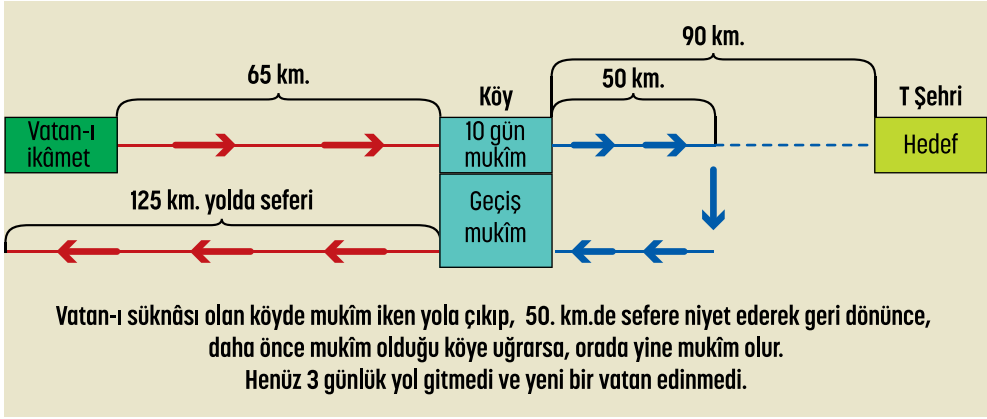 90 km.
65 km.
50 km.
Köy
T Şehri
Vatan-ı
ikâmet
10 gün
mukîm
Hedef
125 km. yolda seferi
Geçiş
mukîm
Vatan-ı süknâsı olan köyde mukîm iken yola çıkıp, 50. km.de sefere niyet ederek geri dönünce,
daha önce mukîm olduğu köye uğrarsa, orada yine mukîm olur.
Henüz 3 günlük yol gitmedi ve yeni bir vatan edinmedi.